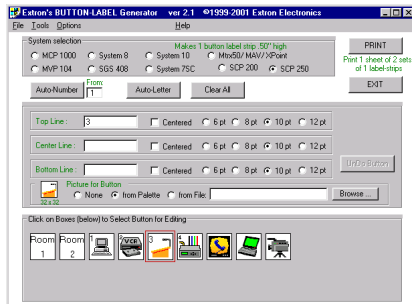 Extron's BUTTON-LABEL Generator ver 2.1 ©1999-2001 Extron Electronics
File Tools Options Help
System selection
Makes 1 button label strip .50" high
MCP 1000 System 8 System 10 Mtrx50/ MAV/XPoint
MVP 104 SGS 408 System 7SC SCP 200 SCP 250
PRINT
Print 1 sheet of 2 sets
of 1 label-strips
EXIT
From:
Auto-Number 1 Auto-Letter Clear All
Top Line : 3 Centered 6 pt 8 pt 10 pt 12 pt
Center Line : Centered 6 pt 8 pt 10 pt 12 pt
Bottom Line : Centered 6 pt 8 pt 10 pt 12 pt
UnDo Button
Picture for Button
32 x 32 None from Palette from File: Browse ...
Click on Boxes (below) to Select Button for Editing
Room 1
Room 2
1
VCR
3
4